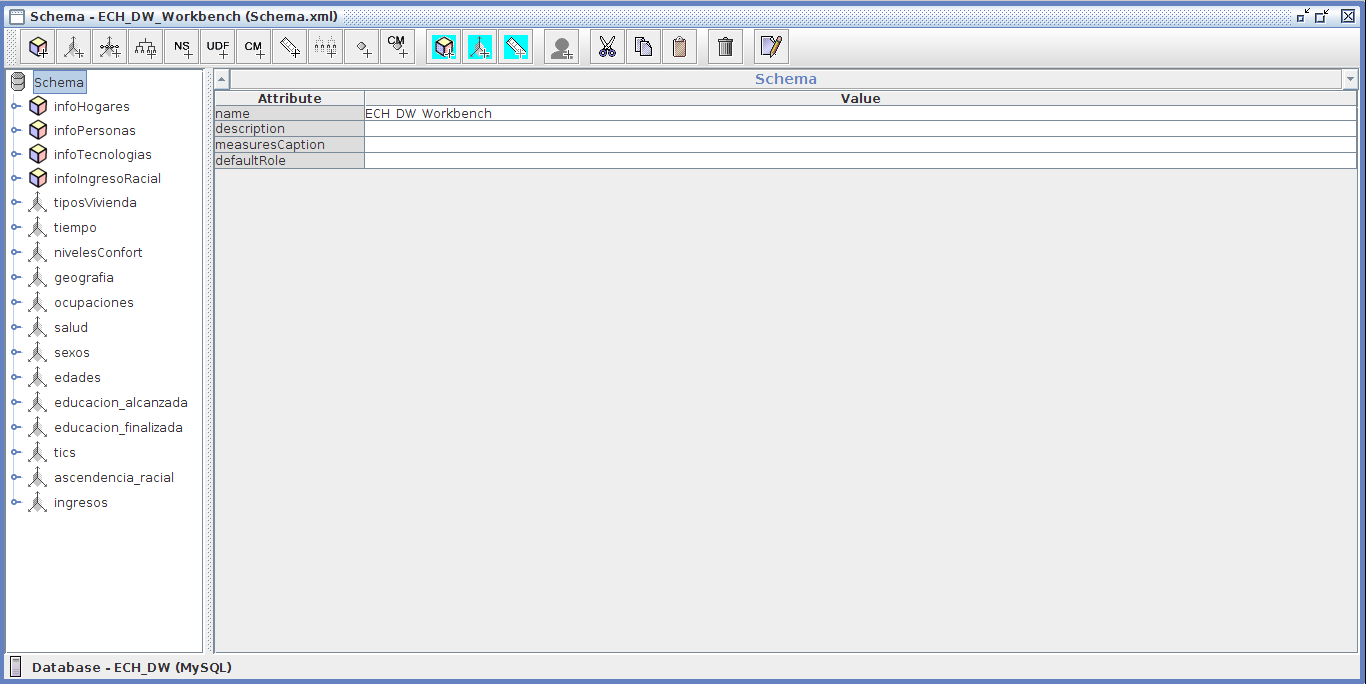 Schema - ECH_DW_Workbench (Schema.xml)
NS UDF CM CM
Schema
infoHogares
infoPersonas
infoTecnologias
infoIngresoRacial
tiposVivienda
tiempo
nivelesConfort
geografia
ocupaciones
salud
sexos
edades
educacion_alcanzada
educacion_finalizada
tics
ascendencia_racial
ingresos
Schema
Attribute Value
name ECH_DW_Workbench
description
measuresCaption
defaultRole
Database - ECH_DW (MySQL)